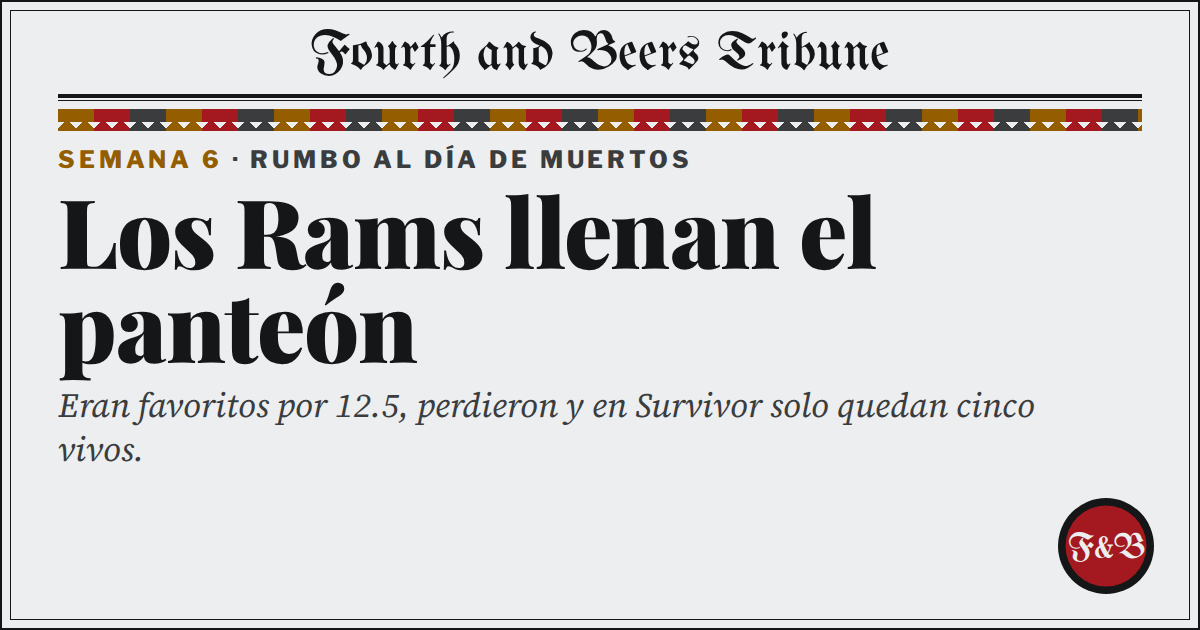 Fourth and Beers Tribune
SEMANA 6 · RUMBO AL DÍA DE MUERTOS
Los Rams llenan el
panteón
Eran favoritos por 12.5, perdieron y en Survivor solo quedan cinco
vivos.
F&B